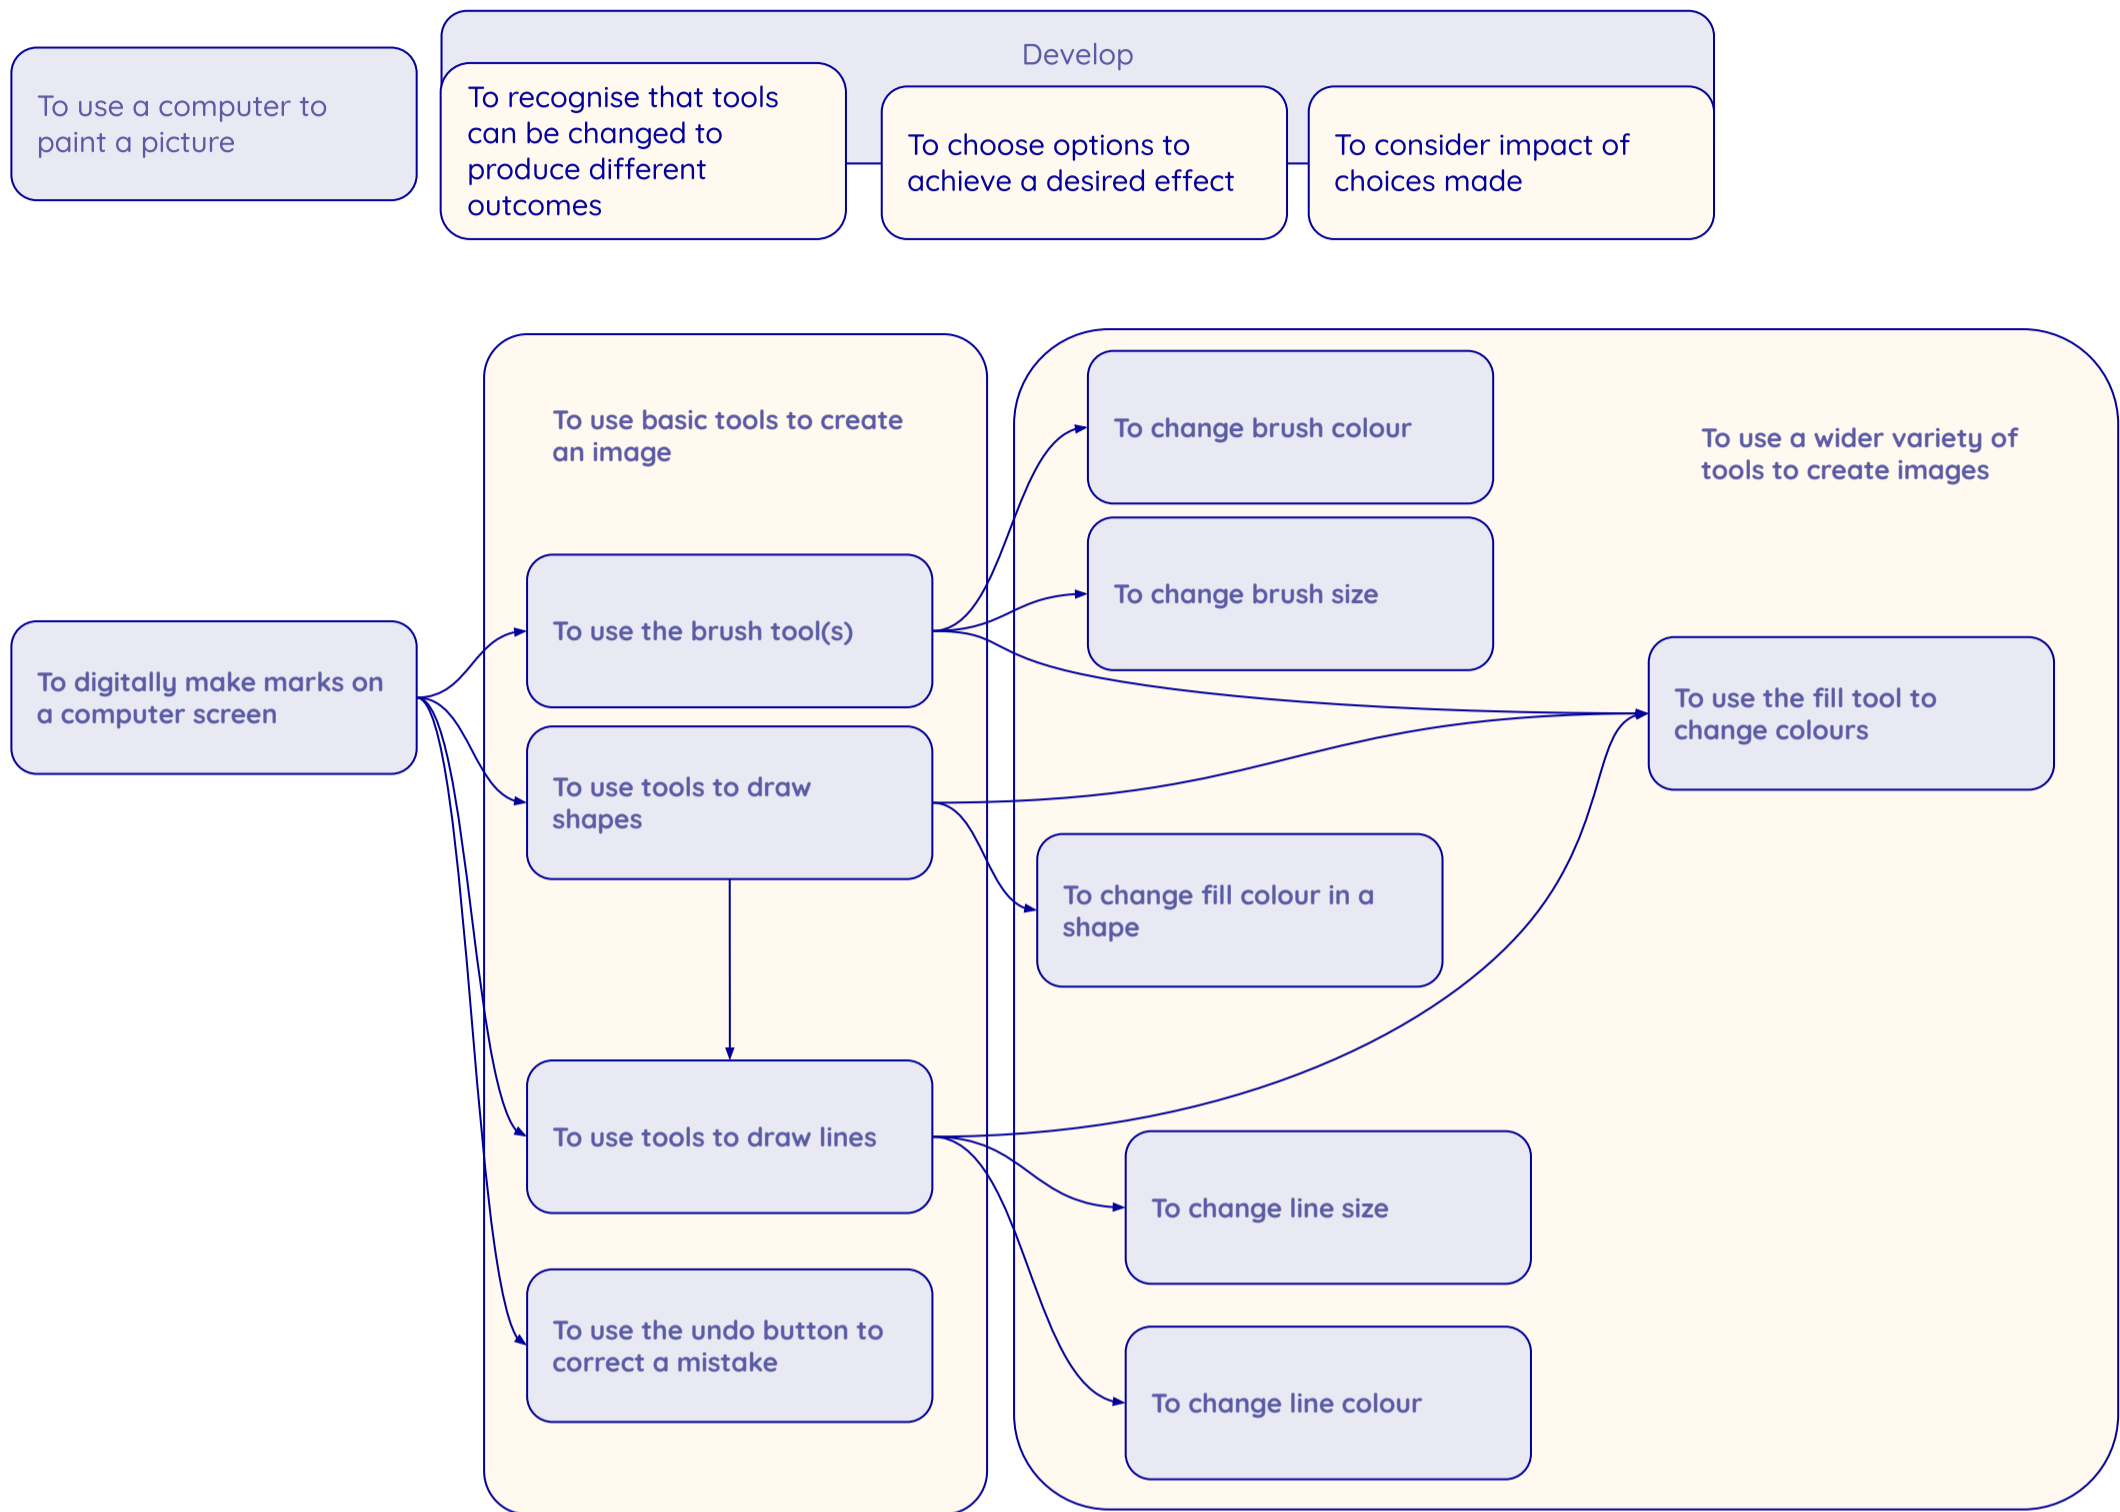 To use a computer to
paint a picture
Develop
To recognise that tools
can be changed to
produce different
outcomes
To choose options to
achieve a desired effect
To consider impact of
choices made
To digitally make marks on
a computer screen
To use basic tools to create
an image
To use the brush tool(s)
To use tools to draw
shapes
To use tools to draw lines
To use the undo button to
correct a mistake
To change brush colour
To change brush size
To change fill colour in a
shape
To change line size
To change line colour
To use a wider variety of
tools to create images
To use the fill tool to
change colours